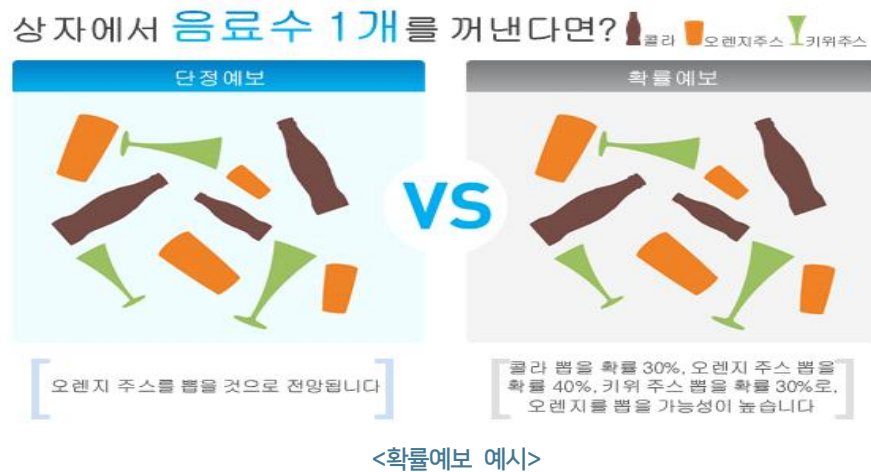 상자에서 음료수 1개를 꺼낸다면? 콜라 오렌지주스 키위주스
단정예보
확률예보
VS
오렌지 주스를 뽑을 것으로 전망됩니다
콜라 뽑을 확률 30%, 오렌지 주스 뽑을
확률 40%, 키위 주스 뽑을 확률 30%로,
오렌지를 뽑을 가능성이 높습니다
<확률예보 예시>